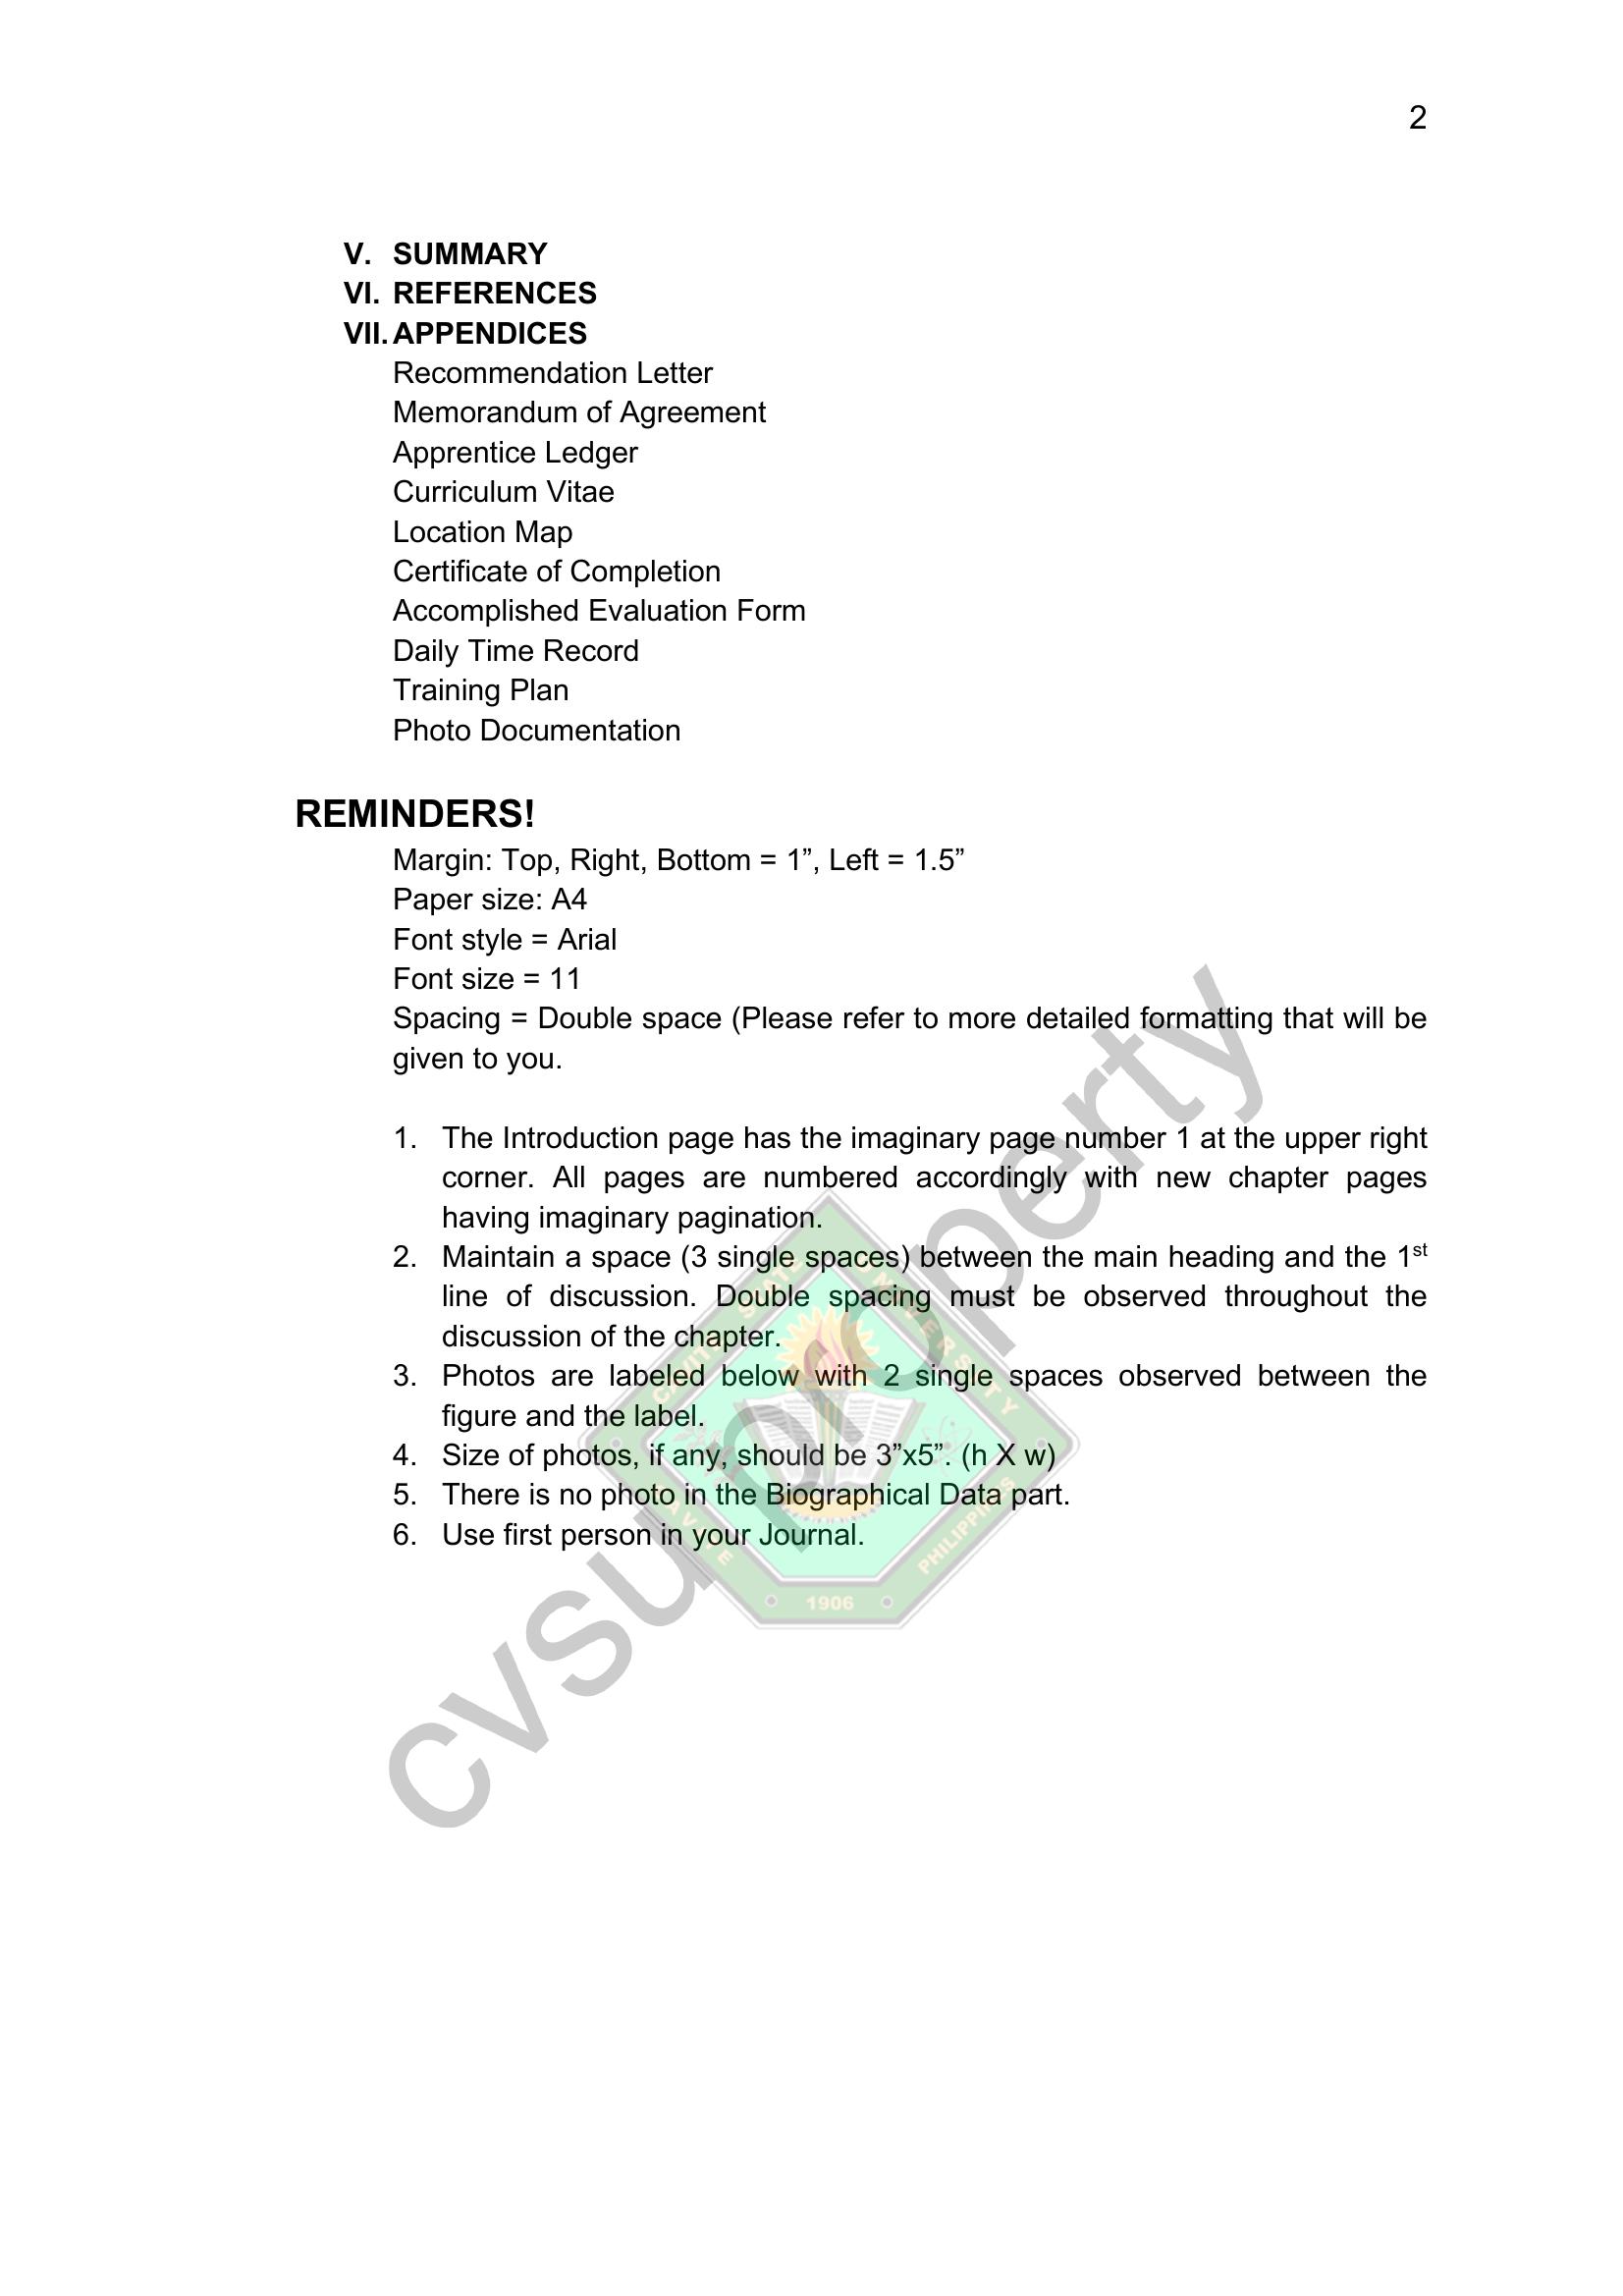 2
V. SUMMARY
VI. REFERENCES
VII. APPENDICES
Recommendation Letter
Memorandum of Agreement
Apprentice Ledger
Curriculum Vitae
Location Map
Certificate of Completion
Accomplished Evaluation Form
Daily Time Record
Training Plan
Photo Documentation
REMINDERS!
Margin: Top, Right, Bottom = 1”, Left = 1.5”
Paper size: A4
Font style = Arial
Font size = 11
Spacing = Double space (Please refer to more detailed formatting that will be
given to you.
1. The Introduction page has the imaginary page number 1 at the upper right
corner. All pages are numbered accordingly with new chapter pages
having imaginary pagination.
2. Maintain a space (3 single spaces) between the main heading and the 1st
line of discussion. Double spacing must be observed throughout the
discussion of the chapter.
3. Photos are labeled below with 2 single spaces observed between the
figure and the label.
4. Size of photos, if any, should be 3”x5”. (h X w)
5. There is no photo in the Biographical Data part.
6. Use first person in your Journal.
cvsu property
CAVITE STATE UNIVERSITY
CAVITE PHILIPPINES
1906